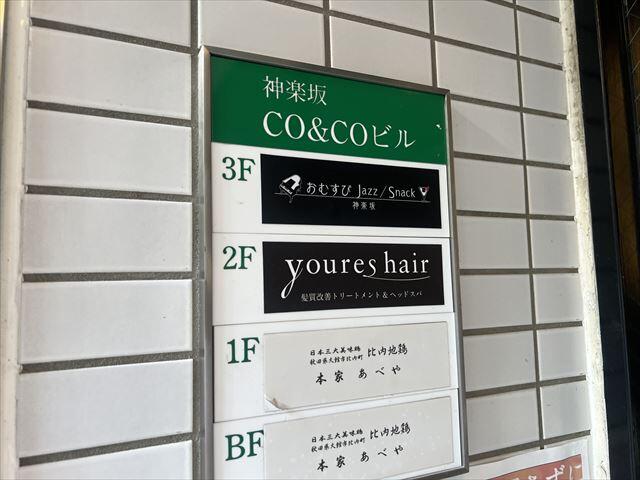 神楽坂
CO&COビル
3F
おむすび Jazz/Snack
神楽坂
2F
youres hair
髪質改善トリートメント&ヘッドスパ
1F
日本三大美味鶏
秋田県大館市比内町
比内地鶏
本家 あべや
BF
日本三大美味鶏
秋田県大館市比内町
比内地鶏
本家 あべや